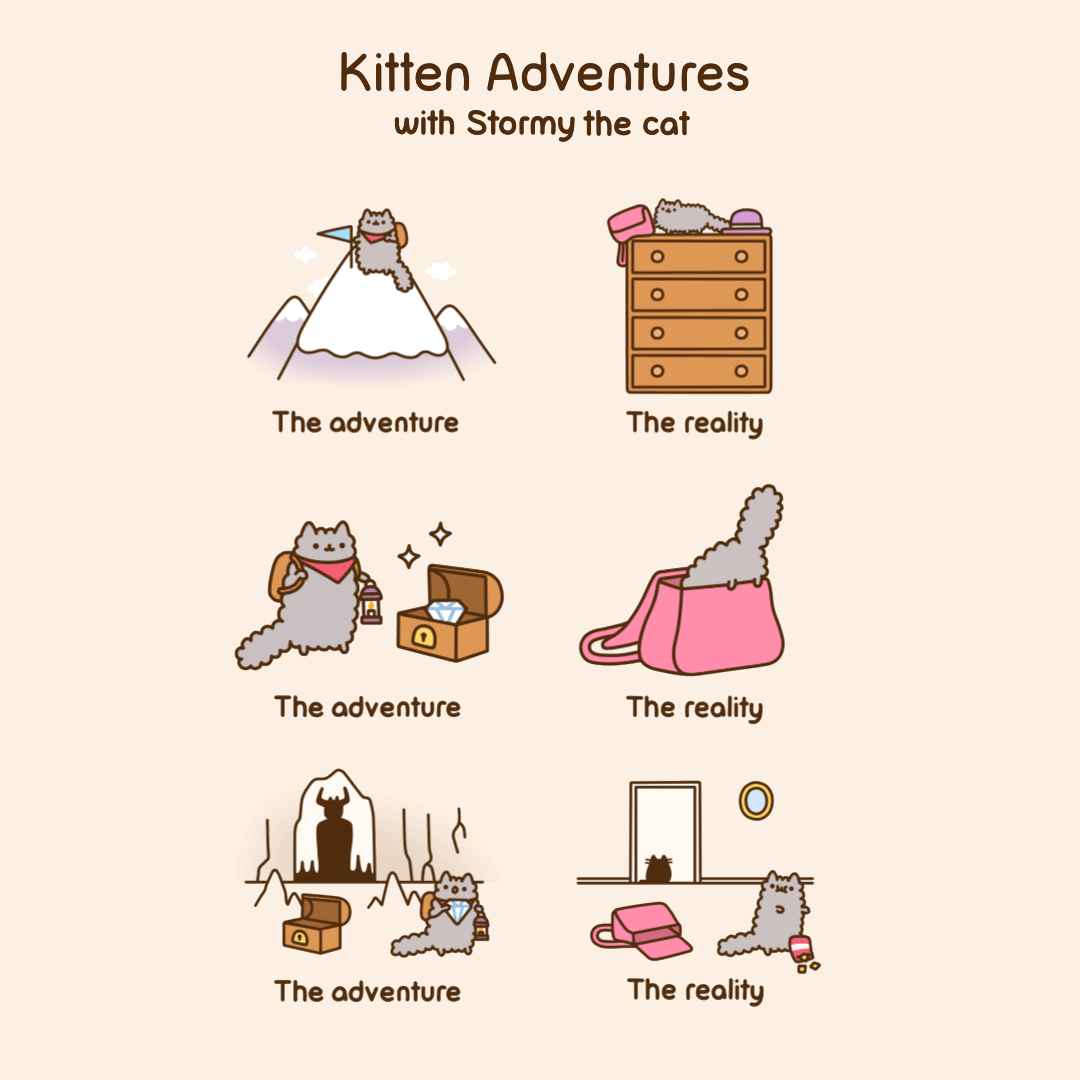 Kitten Adventures
with Stormy the cat
The adventure
The reality
The adventure
The reality
The adventure
The reality